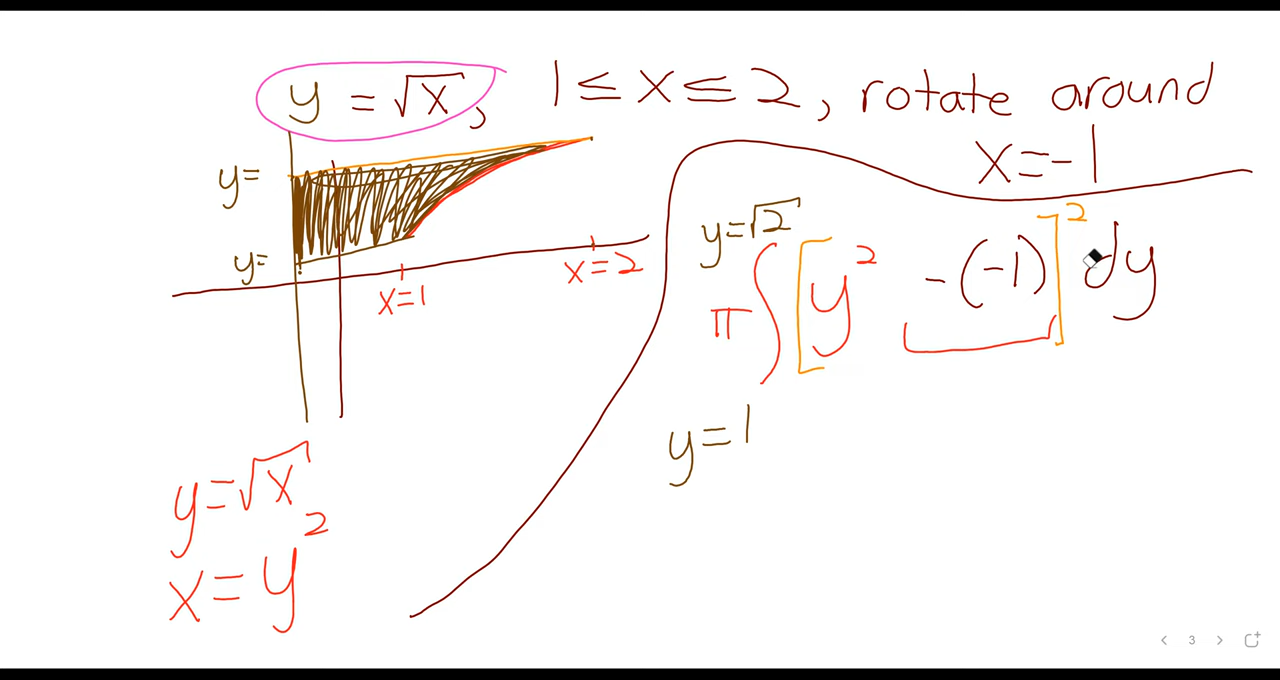 y = √x, 1 ≤ x ≤ 2, rotate around
x=-1
y=
y=
x=1
x=2
y=√x
x=y²
y=√2
π∫[y² -(-1)]² dy
y=1
3